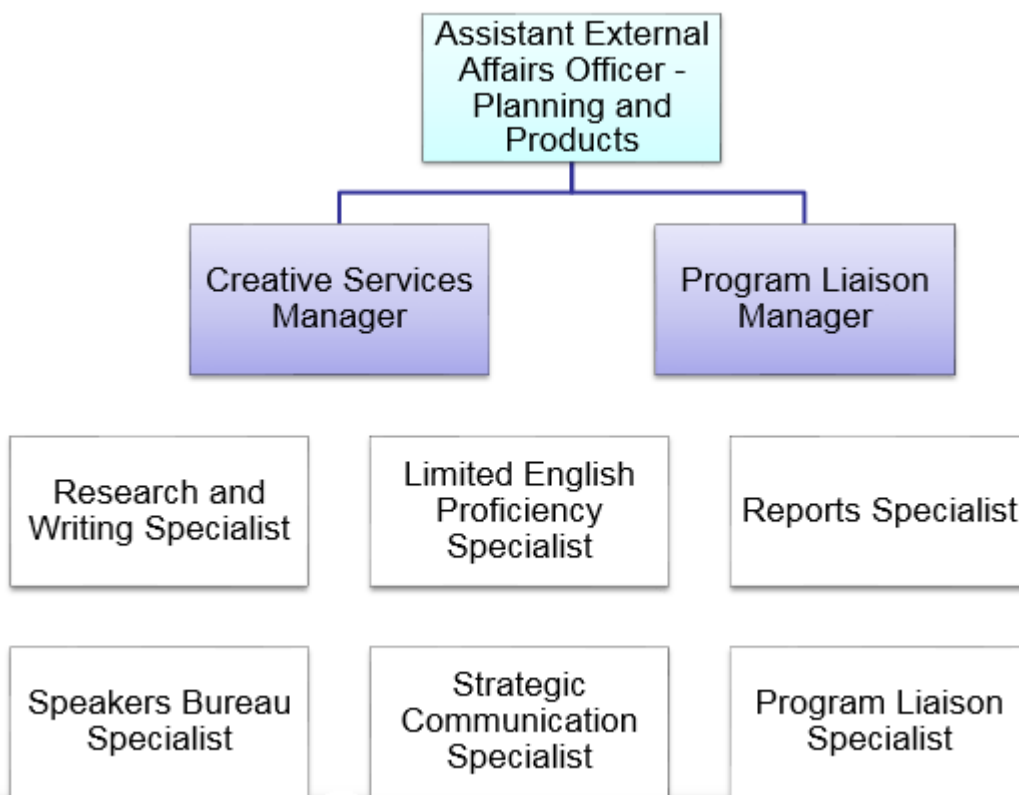 Assistant External
Affairs Officer -
Planning and
Products
Creative Services
Manager
Program Liaison
Manager
Research and
Writing Specialist
Limited English
Proficiency
Specialist
Reports Specialist
Speakers Bureau
Specialist
Strategic
Communication
Specialist
Program Liaison
Specialist